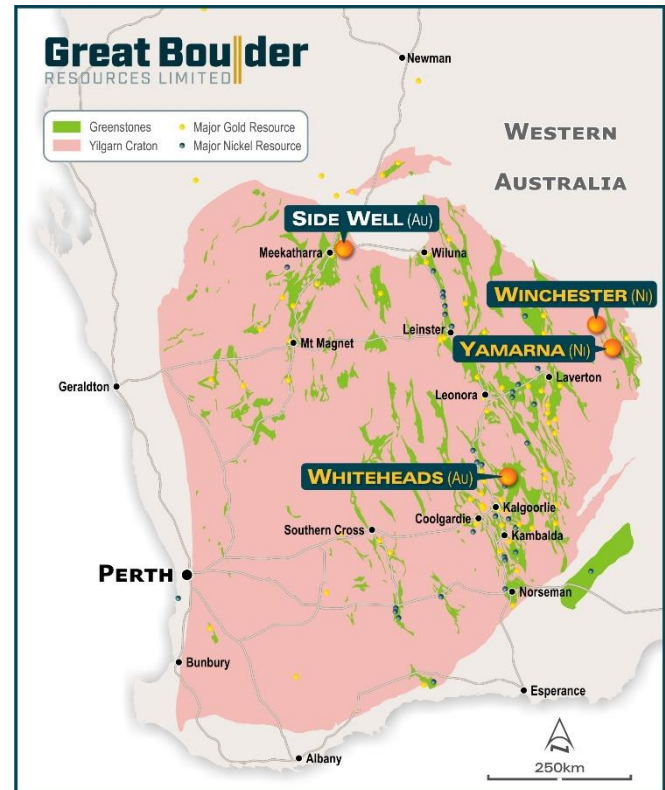 Great Boulder
RESOURCES LIMITED
Newman
Greenstones
Major Gold Resource
Yilgarn Craton
Major Nickel Resource
WESTERN
AUSTRALIA
SIDE WELL (AU)
Meekatharra
Wiluna
WINCHESTER (NI)
Leinster
Mt Magnet
YAMARNA (NI)
Geraldton
Laverton
Leonora
WHITEHEADS (AU)
Kalgoorlie
Coolgardie
Southern Cross
Kambalda
PERTH
Norseman
Bunbury
Esperance
Albany
250km